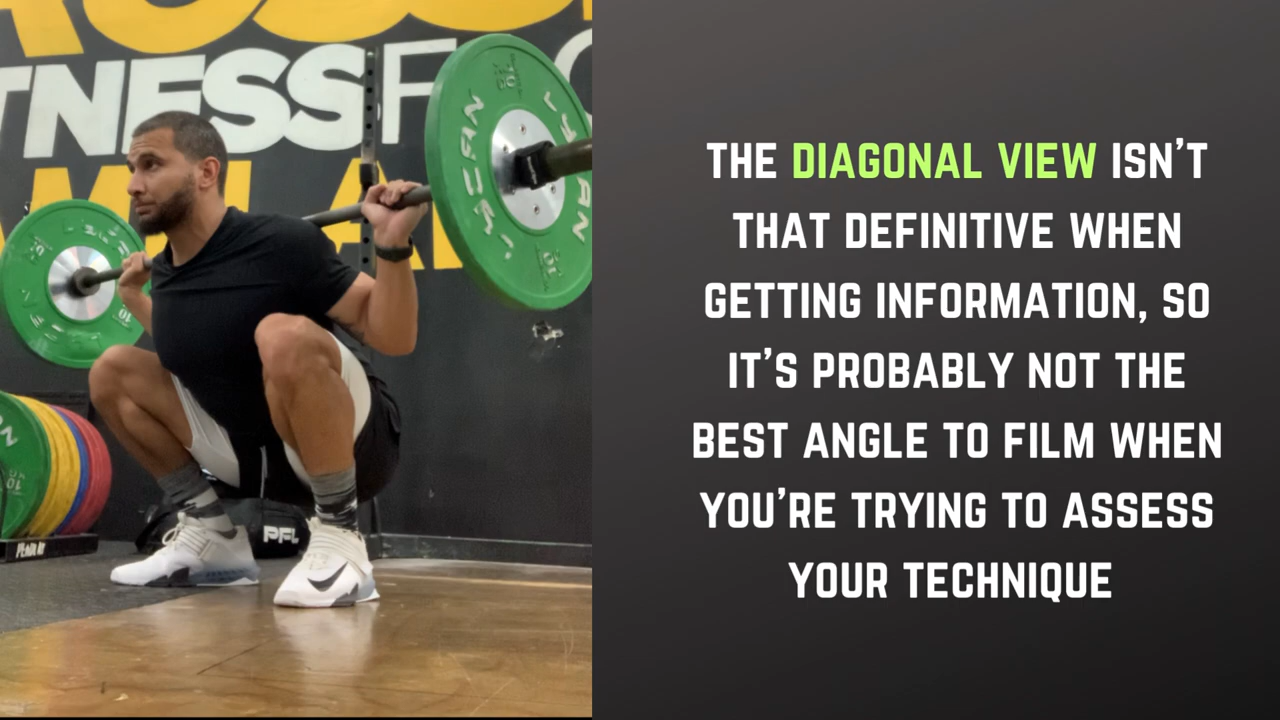 TNESSF
PFL
THE DIAGONAL VIEW ISN'T
THAT DEFINITIVE WHEN
GETTING INFORMATION, SO
IT'S PROBABLY NOT THE
BEST ANGLE TO FILM WHEN
YOU'RE TRYING TO ASSESS
YOUR TECHNIQUE